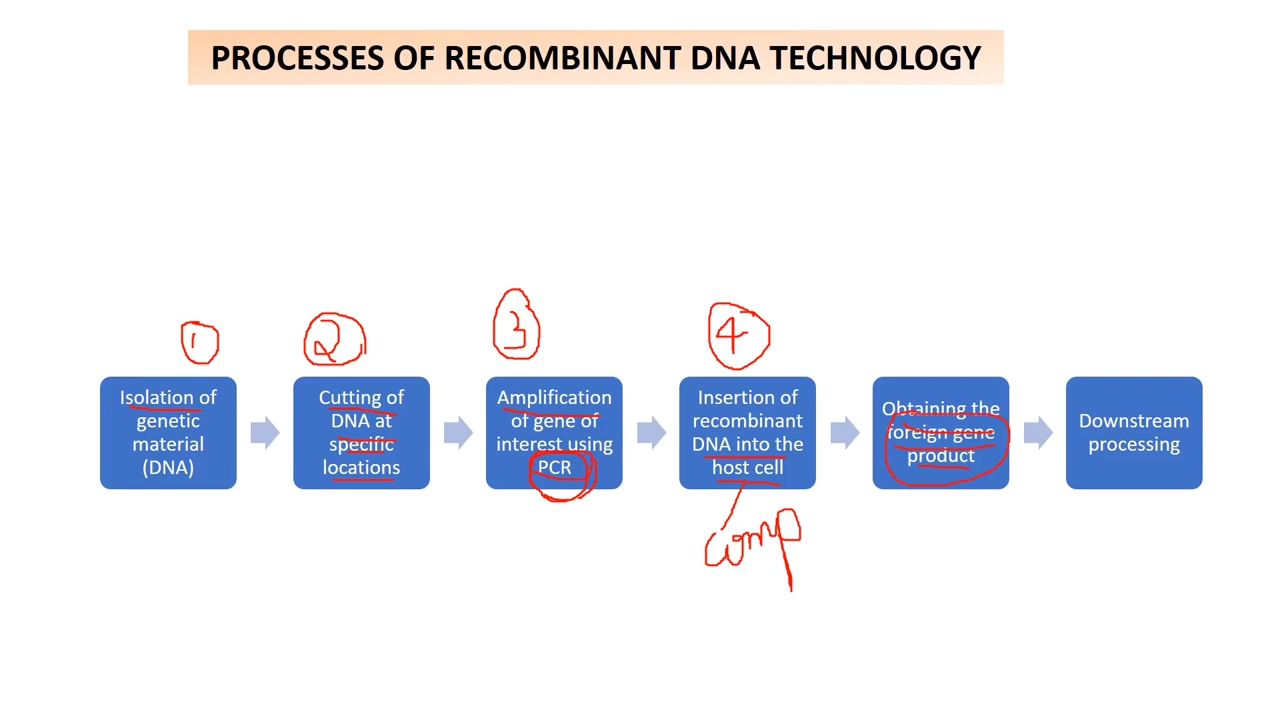 PROCESSES OF RECOMBINANT DNA TECHNOLOGY
1
2
3
4
Isolation of
genetic
material
(DNA)
Cutting of
DNA at
specific
locations
Amplification
of gene of
interest using
PCR
Insertion of
recombinant
DNA into the
host cell
Obtaining the
foreign gene
product
Downstream
processing
comp